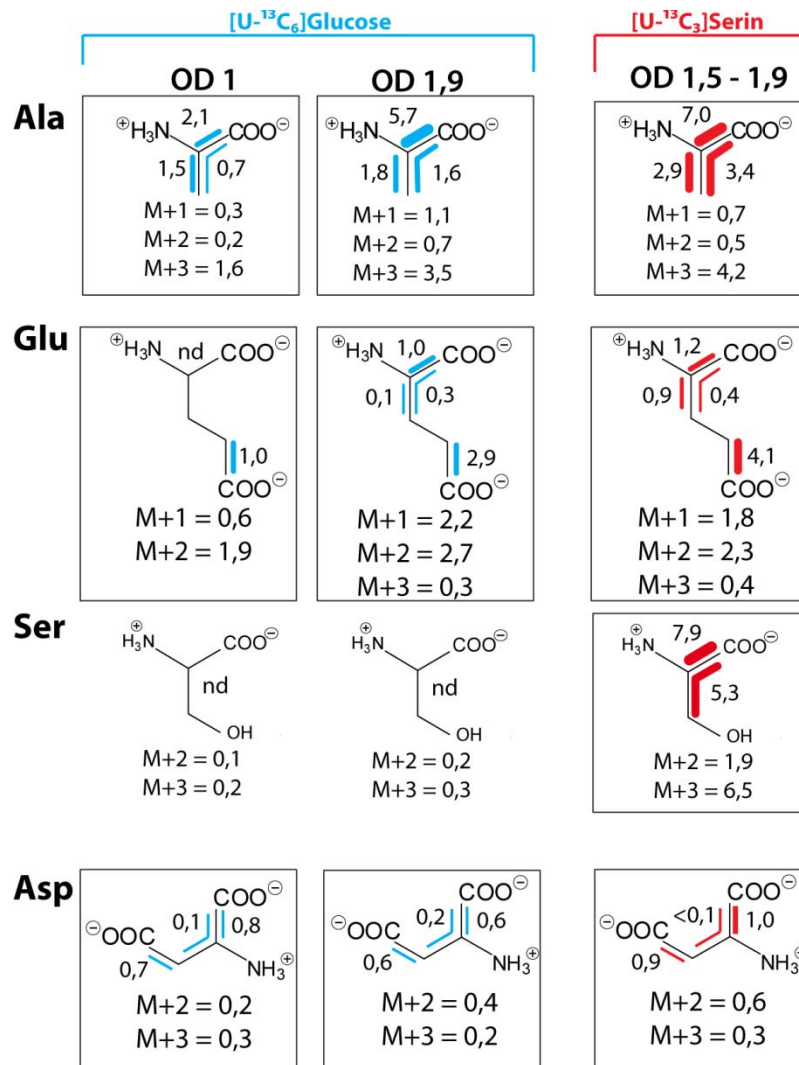 [U-¹³C₆]Glucose
[U-¹³C₃]Serin
OD 1
OD 1,9
OD 1,5 - 1,9
Ala
2,1
⊕H₃N
COO⊖
1,5
0,7
M+1 = 0,3
M+2 = 0,2
M+3 = 1,6
5,7
⊕H₃N
COO⊖
1,8
1,6
M+1 = 1,1
M+2 = 0,7
M+3 = 3,5
7,0
⊕H₃N
COO⊖
2,9
3,4
M+1 = 0,7
M+2 = 0,5
M+3 = 4,2
Glu
⊕H₃N
nd
COO⊖
1,0
COO⊖
M+1 = 0,6
M+2 = 1,9
⊕H₃N
1,0
COO⊖
0,1
0,3
2,9
COO⊖
M+1 = 2,2
M+2 = 2,7
M+3 = 0,3
⊕H₃N
1,2
COO⊖
0,9
0,4
4,1
COO⊖
M+1 = 1,8
M+2 = 2,3
M+3 = 0,4
Ser
⊕H₃N
COO⊖
nd
OH
M+2 = 0,1
M+3 = 0,2
⊕H₃N
COO⊖
nd
OH
M+2 = 0,2
M+3 = 0,3
⊕H₃N
7,9
COO⊖
5,3
OH
M+2 = 1,9
M+3 = 6,5
Asp
COO⊖
0,1
0,8
⊖OOC
0,7
NH₃⊕
M+2 = 0,2
M+3 = 0,3
COO⊖
0,2
0,6
⊖OOC
0,6
NH₃⊕
M+2 = 0,4
M+3 = 0,2
COO⊖
<0,1
1,0
⊖OOC
0,9
NH₃⊕
M+2 = 0,6
M+3 = 0,3